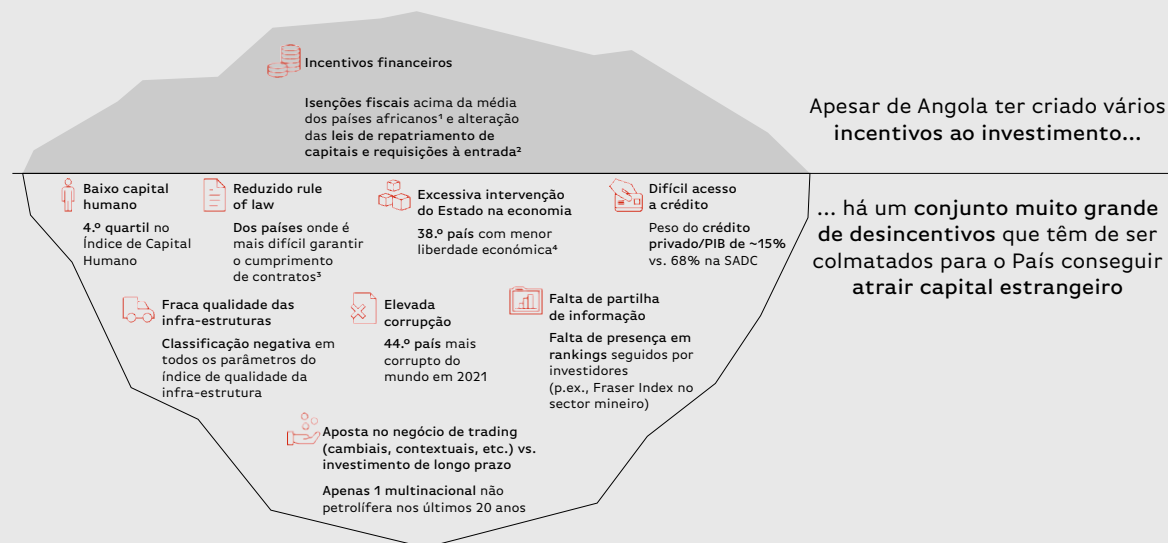 Incentivos financeiros
Isenções fiscais acima da média
dos países africanos¹ e alteração
das leis de repatriamento de
capitais e requisições à entrada²
Apesar de Angola ter criado vários
incentivos ao investimento...
Baixo capital
humano
4.º quartil no
Índice de Capital
Humano
Reduzido rule
of law
Dos países onde é
mais difícil garantir
o cumprimento
de contratos³
Excessiva intervenção
do Estado na economia
38.º país com menor
liberdade económica⁴
Difícil acesso
a crédito
Peso do crédito
privado/PIB de ~15%
vs. 68% na SADC
... há um conjunto muito grande
de desincentivos que têm de ser
colmatados para o País conseguir
atrair capital estrangeiro
Fraca qualidade das
infra-estruturas
Classificação negativa em
todos os parâmetros do
índice de qualidade da
infra-estrutura
Elevada
corrupção
44.º país mais
corrupto do
mundo em 2021
Falta de partilha
de informação
Falta de presença em
rankings seguidos por
investidores
(p.ex., Fraser Index no
sector mineiro)
Aposta no negócio de trading
(cambiais, contextuais, etc.) vs.
investimento de longo prazo
Apenas 1 multinacional não
petrolífera nos últimos 20 anos